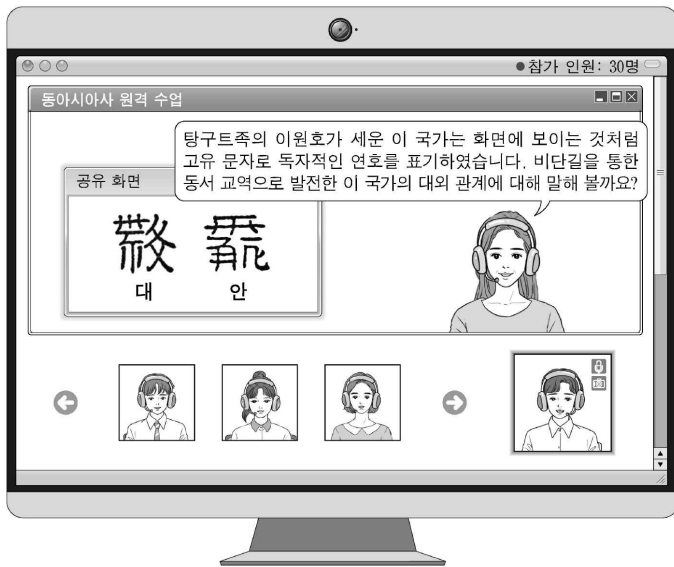 참가 인원: 30명
동아시아사 원격 수업
탕구트족의 이원호가 세운 이 국가는 화면에 보이는 것처럼
고유 문자로 독자적인 연호를 표기하였습니다. 비단길을 통한
동서 교역으로 발전한 이 국가의 대외 관계에 대해 말해 볼까요?
공유 화면
대 안